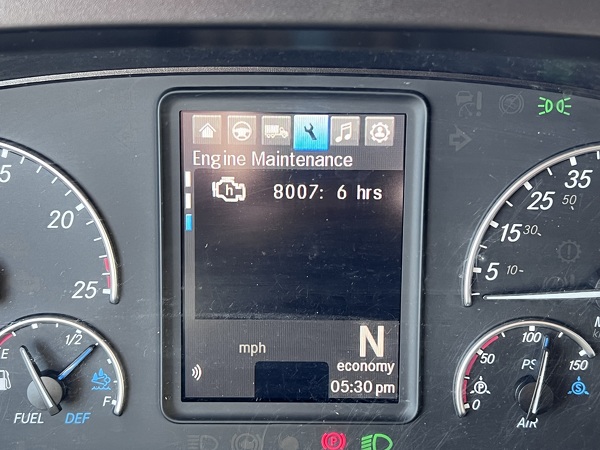 Engine Maintenance
h 8007: 6 hrs
mph
N
economy
05:30 pm
5
20
25
E
1/2
F
FUEL
DEF
35
25 50
15 30
5 10
0
50
100
150
PSI
P
S
AIR